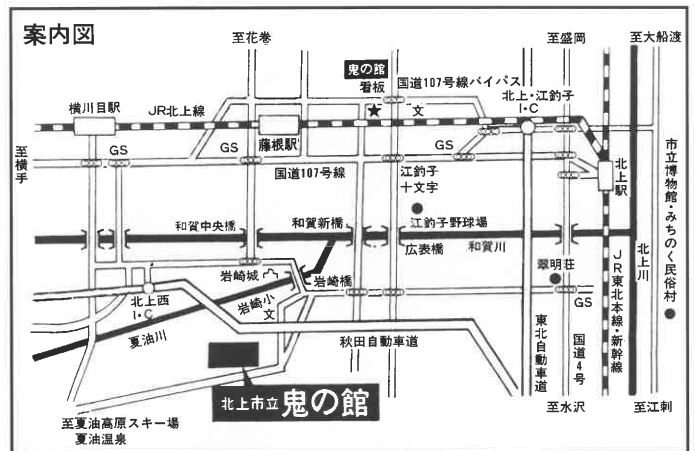 案内図
至花巻
至盛岡
至大船渡
鬼の館
看板
国道107号線バイパス
北上・江釣子
I・C
横川目駅
JR北上線
藤根駅
文
至横手
GS
GS
GS
国道107号線
江釣子
十文字
北上駅
市立博物館・みちのく民俗村
和賀中央橋
和賀新橋
江釣子野球場
広表橋
和賀川
北上川
岩崎城
岩崎橋
翠明荘
北上西
I・C
岩崎小
文
GS
夏油川
秋田自動車道
東北自動車道
国道4号
JR東北本線・新幹線
北上市立
鬼の館
至夏油高原スキー場
夏油温泉
至水沢
至江刺